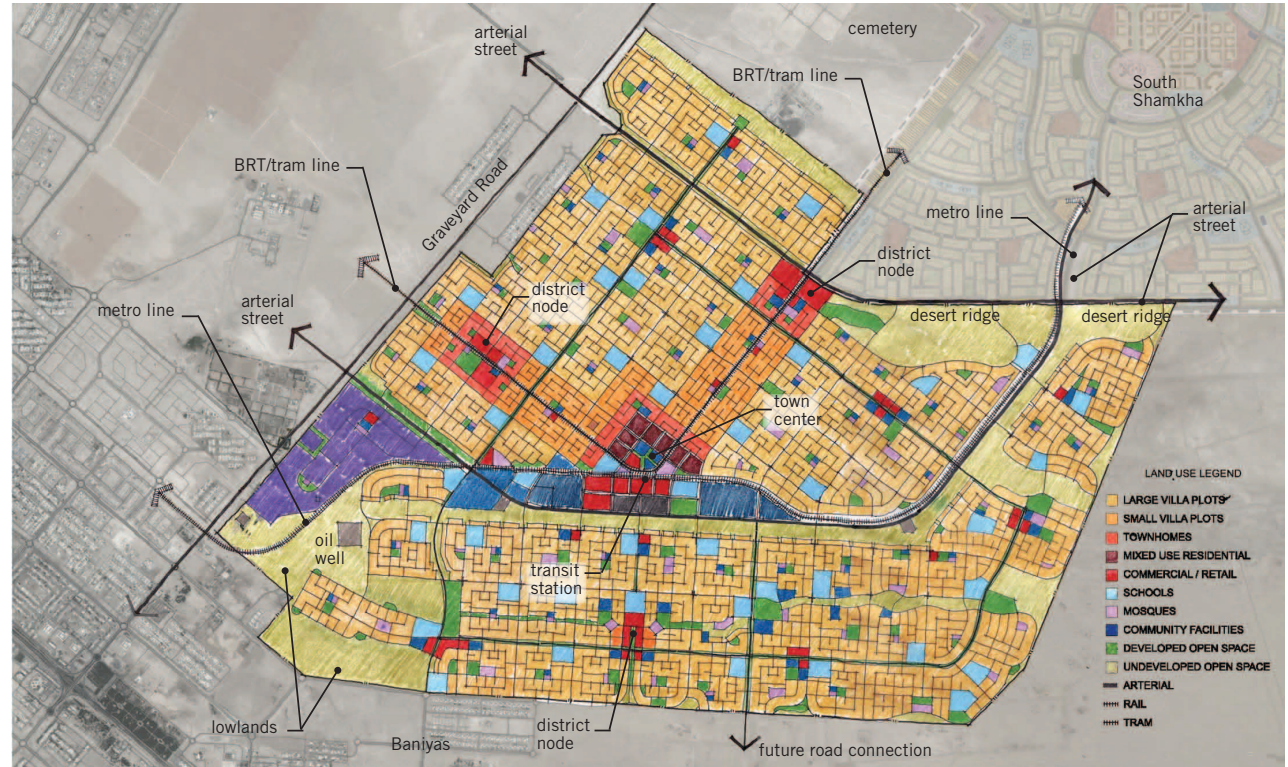 arterial
street
cemetery
BRT/tram line
South
Shamkha
BRT/tram line
Graveyard Road
metro line
arterial
street
district
node
district
node
metro line
arterial
street
desert ridge
desert ridge
town
center
oil
well
transit
station
LAND USE LEGEND
LARGE VILLA PLOTS
SMALL VILLA PLOTS
TOWNHOMES
MIXED USE RESIDENTIAL
COMMERCIAL / RETAIL
SCHOOLS
MOSQUES
COMMUNITY FACILITIES
DEVELOPED OPEN SPACE
UNDEVELOPED OPEN SPACE
ARTERIAL
RAIL
TRAM
lowlands
Baniyas
district
node
future road connection